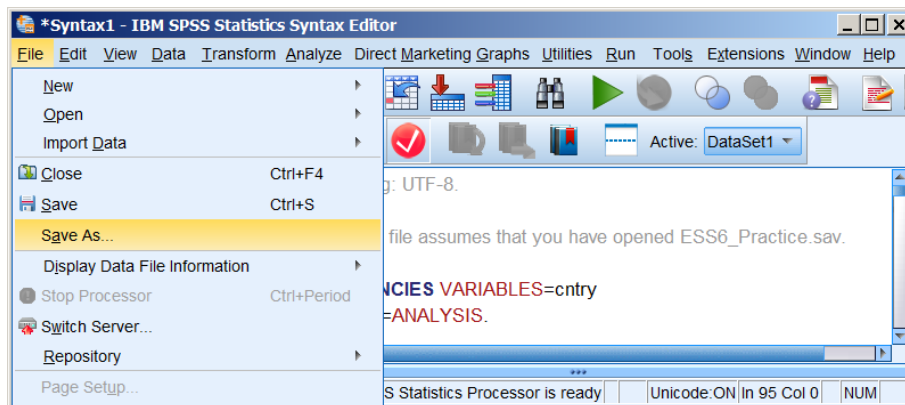 *Syntax1 - IBM SPSS Statistics Syntax Editor
File Edit View Data Transform Analyze Direct Marketing Graphs Utilities Run Tools Extensions Window Help
New
Open
Import Data
Active: DataSet1
Close Ctrl+F4
g: UTF-8.
Save Ctrl+S
Save As...
file assumes that you have opened ESS6_Practice.sav.
Display Data File Information
Stop Processor Ctrl+Period
NCIES VARIABLES=cntry
=ANALYSIS.
Switch Server...
Repository
Page Setup...
S Statistics Processor is ready Unicode:ON In 95 Col 0 NUM